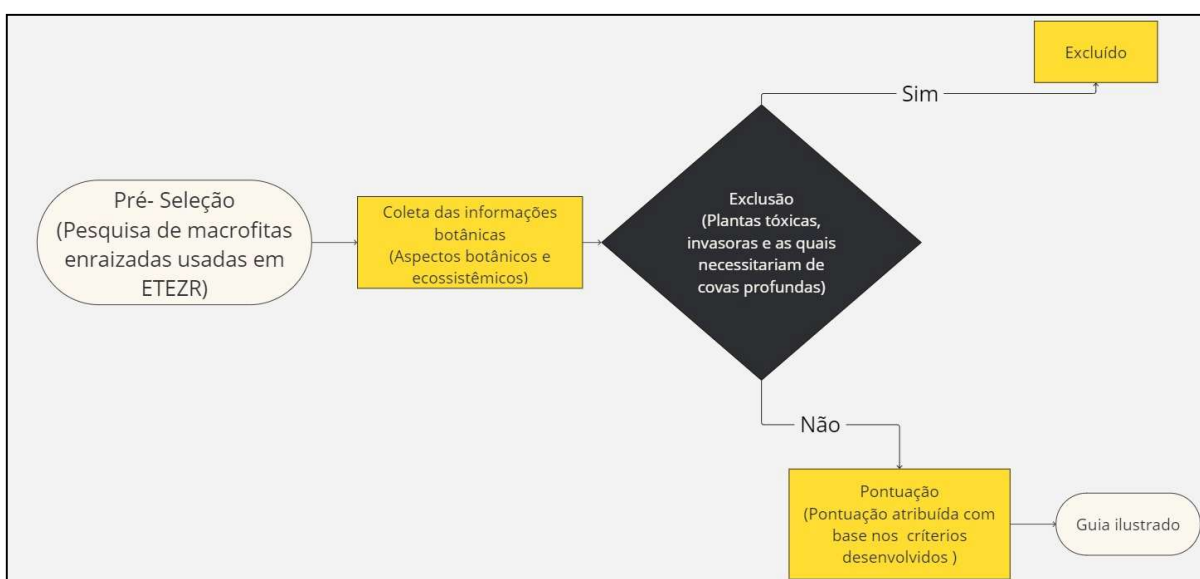 Pré- Seleção
(Pesquisa de macrofitas
enraizadas usadas em
ETEZR)
Coleta das informações
botânicas
(Aspectos botânicos e
ecossistêmicos)
Exclusão
(Plantas tóxicas,
invasoras e as quais
necessitariam de
covas profundas)
Sim
Excluído
Não
Pontuação
(Pontuação atribuída com
base nos críterios
desenvolvidos )
Guia ilustrado